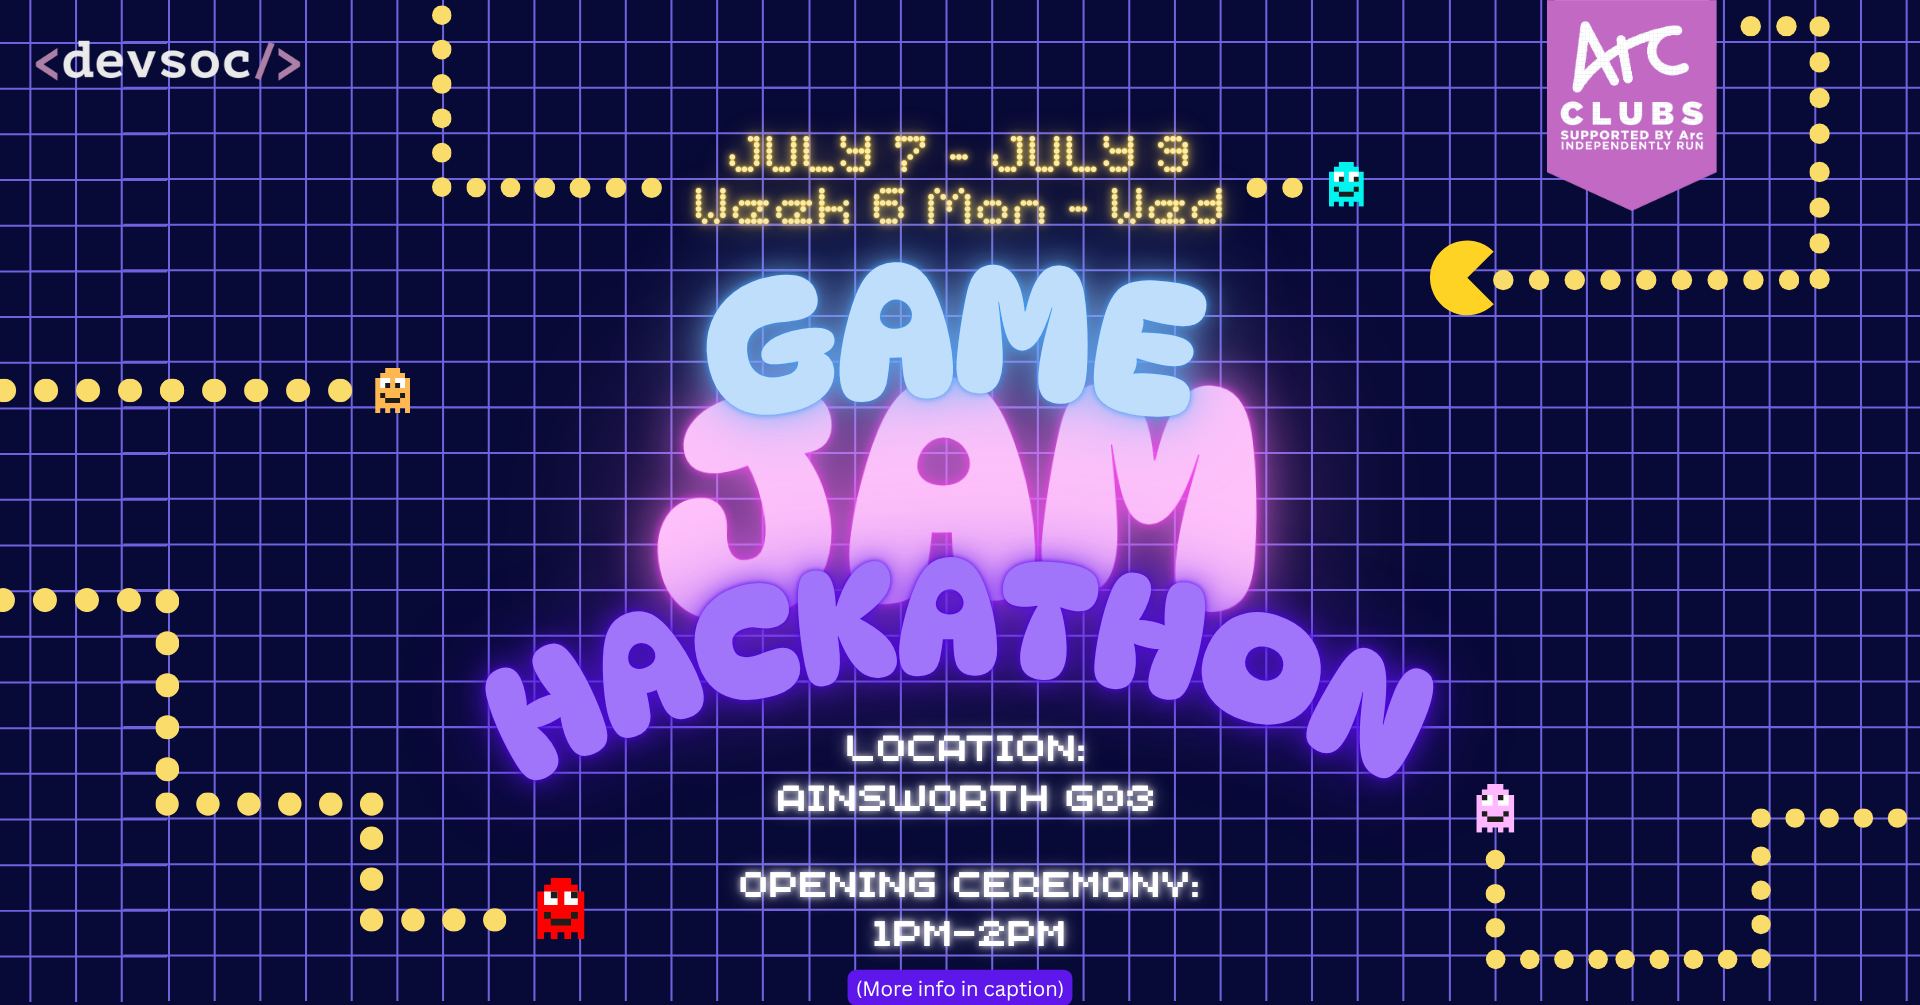 <devsoc/>
Arc
CLUBS
SUPPORTED BY Arc
INDEPENDENTLY RUN
JULY 7 - JULY 9
Week 6 Mon - Wed
GAME
JAM
HACKATHON
LOCATION:
AINSWORTH G03
OPENING CEREMONY:
1PM-2PM
(More info in caption)